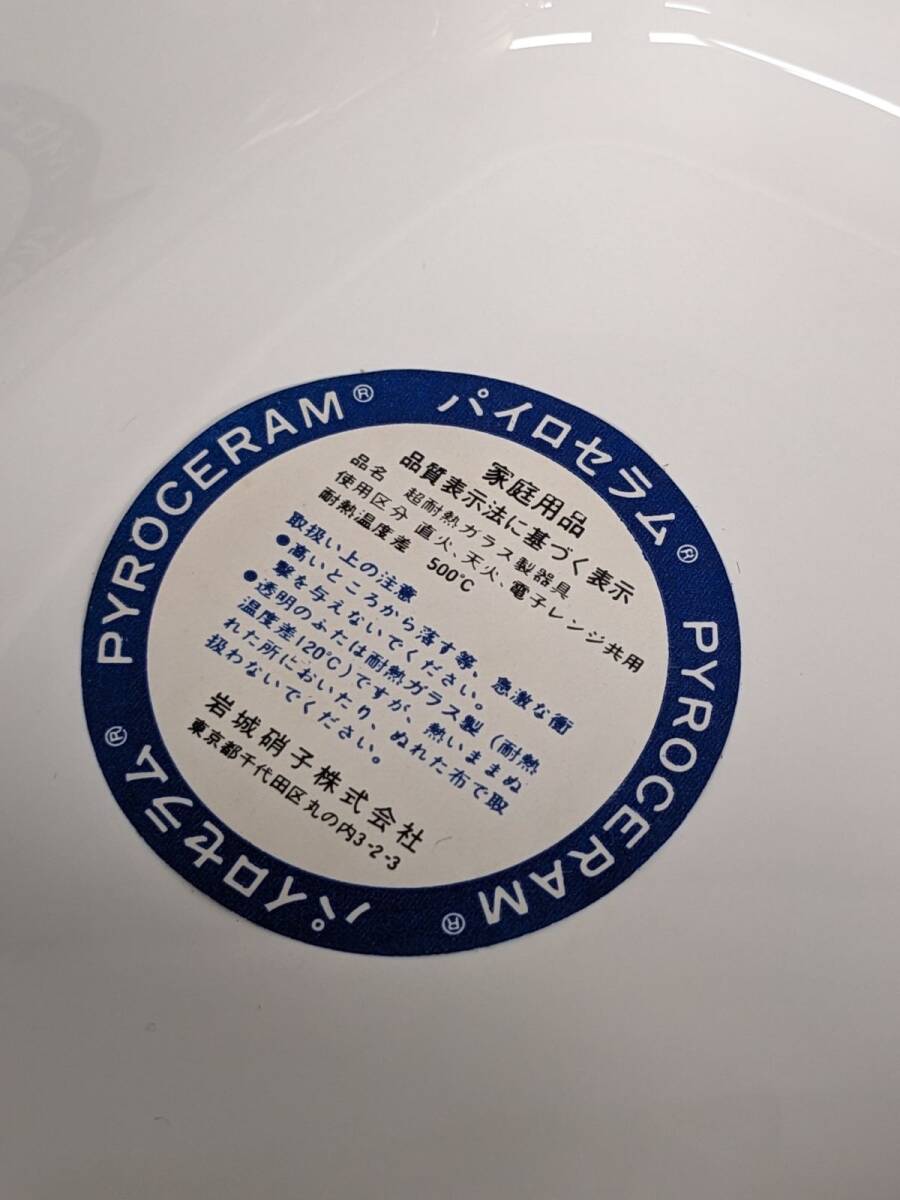 PYROCERAM® パイロセラム® PYROCERAM® パイロセラム®
家庭用品
品質表示法に基づく表示
品名 超耐熱ガラス製器具
使用区分 直火、天火、電子レンジ共用
耐熱温度差 500℃
取扱い上の注意
●高いところから落す等、急激な衝
撃を与えないでください。
●透明のふたは耐熱ガラス製(耐熱
温度差120℃)ですが、熱いままぬ
れた所においたり、ぬれた布で取
扱わないでください。
岩城硝子株式会社
東京都千代田区丸の内3-2-3